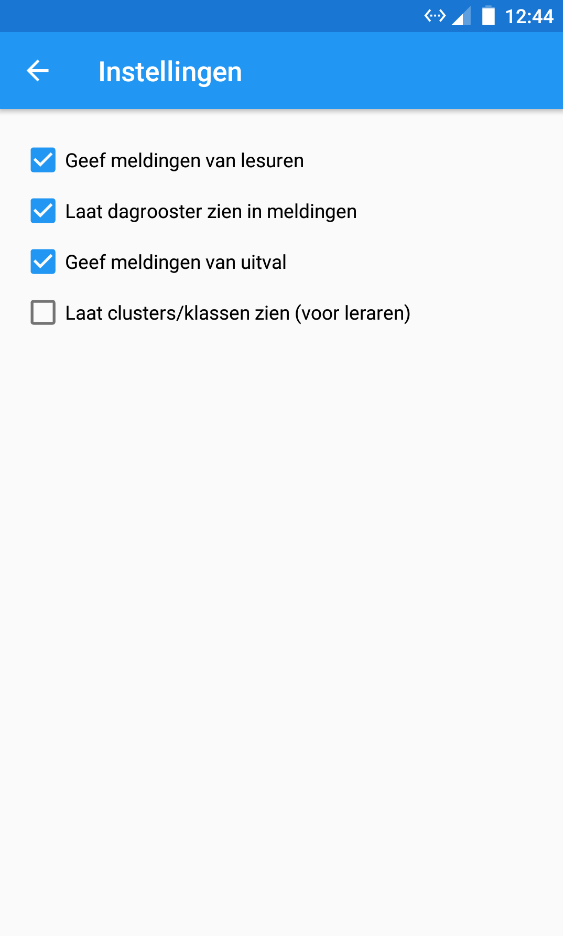 12:44
Instellingen
Geef meldingen van lesuren
Laat dagrooster zien in meldingen
Geef meldingen van uitval
Laat clusters/klassen zien (voor leraren)